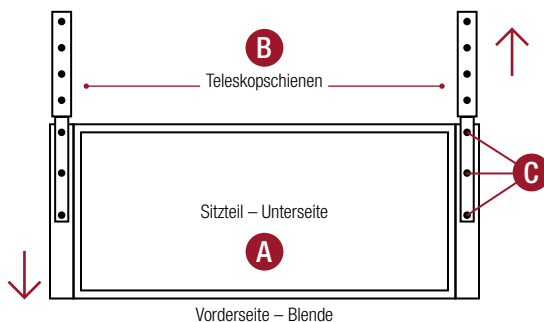 B
Teleskopschienen
C
Sitzteil – Unterseite
A
Vorderseite – Blende